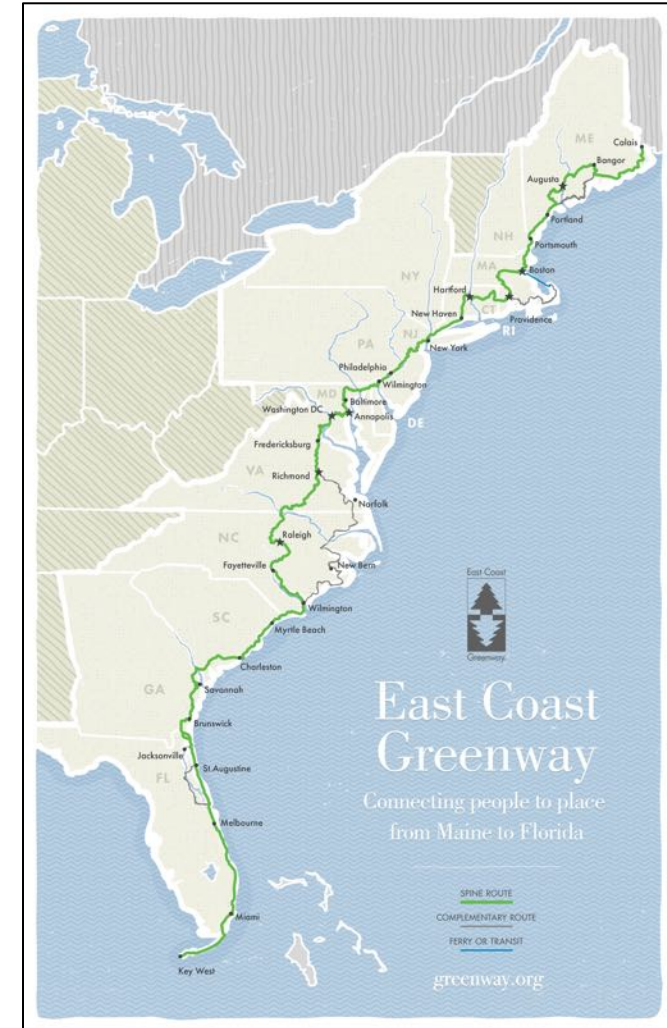 ME
Calais
Bangor
Augusta
Portland
NH
Portsmouth
MA
Boston
NY
Hartford
CT
Providence
RI
New Haven
PA
NJ
New York
Philadelphia
Wilmington
MD
Baltimore
Washington DC
Annapolis
DE
Fredericksburg
VA
Richmond
Norfolk
NC
Raleigh
Fayetteville
New Bern
Wilmington
SC
Myrtle Beach
Charleston
GA
Savannah
Brunswick
Jacksonville
FL
St.Augustine
Melbourne
Miami
Key West
East Coast
Greenway
East Coast
Greenway
Connecting people to place
from Maine to Florida
SPINE ROUTE
COMPLEMENTARY ROUTE
FERRY OR TRANSIT
greenway.org